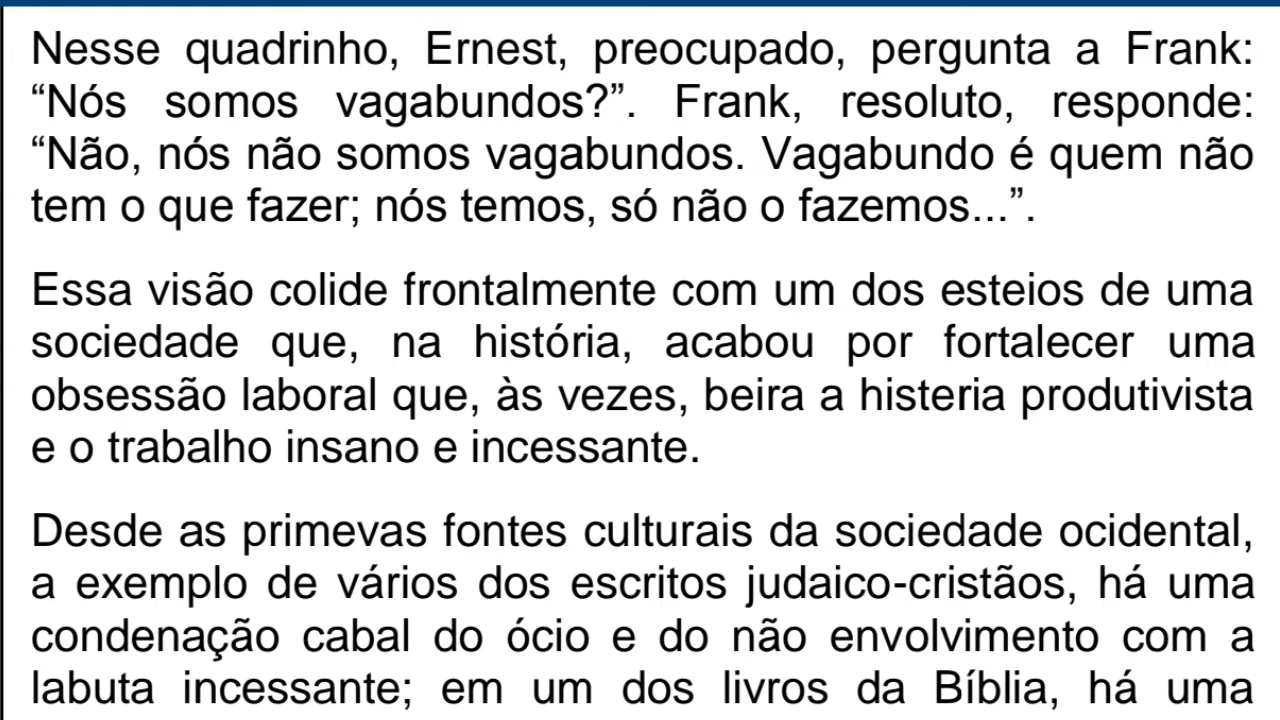 Nesse quadrinho, Ernest, preocupado, pergunta a Frank:
“Nós somos vagabundos?”. Frank, resoluto, responde:
“Não, nós não somos vagabundos. Vagabundo é quem não
tem o que fazer; nós temos, só não o fazemos...”.
Essa visão colide frontalmente com um dos esteios de uma
sociedade que, na história, acabou por fortalecer uma
obsessão laboral que, às vezes, beira a histeria produtivista
e o trabalho insano e incessante.
Desde as primevas fontes culturais da sociedade ocidental,
a exemplo de vários dos escritos judaico-cristãos, há uma
condenação cabal do ócio e do não envolvimento com a
labuta incessante; em um dos livros da Bíblia, há uma